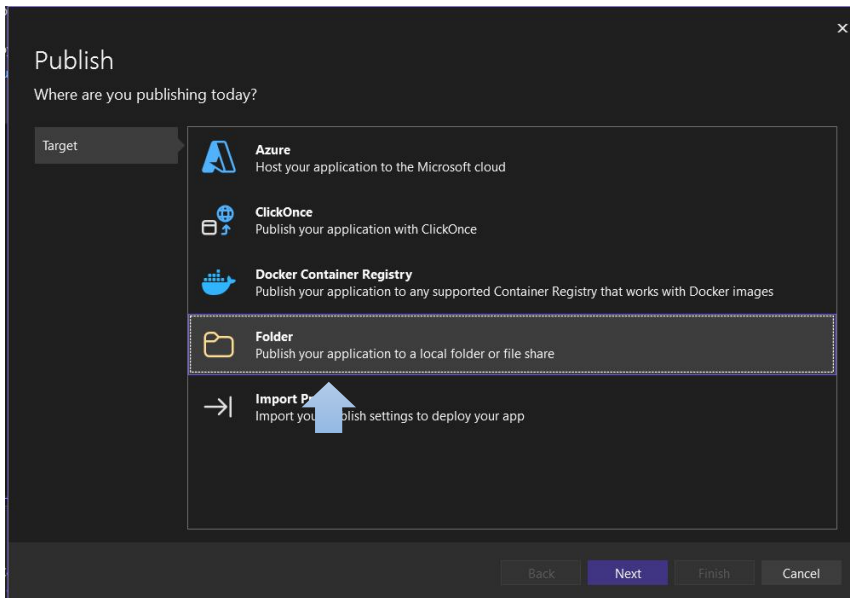 Publish
Where are you publishing today?
Target
Azure
Host your application to the Microsoft cloud
ClickOnce
Publish your application with ClickOnce
Docker Container Registry
Publish your application to any supported Container Registry that works with Docker images
Folder
Publish your application to a local folder or file share
Import
Import your settings to deploy your app
Back
Next
Finish
Cancel